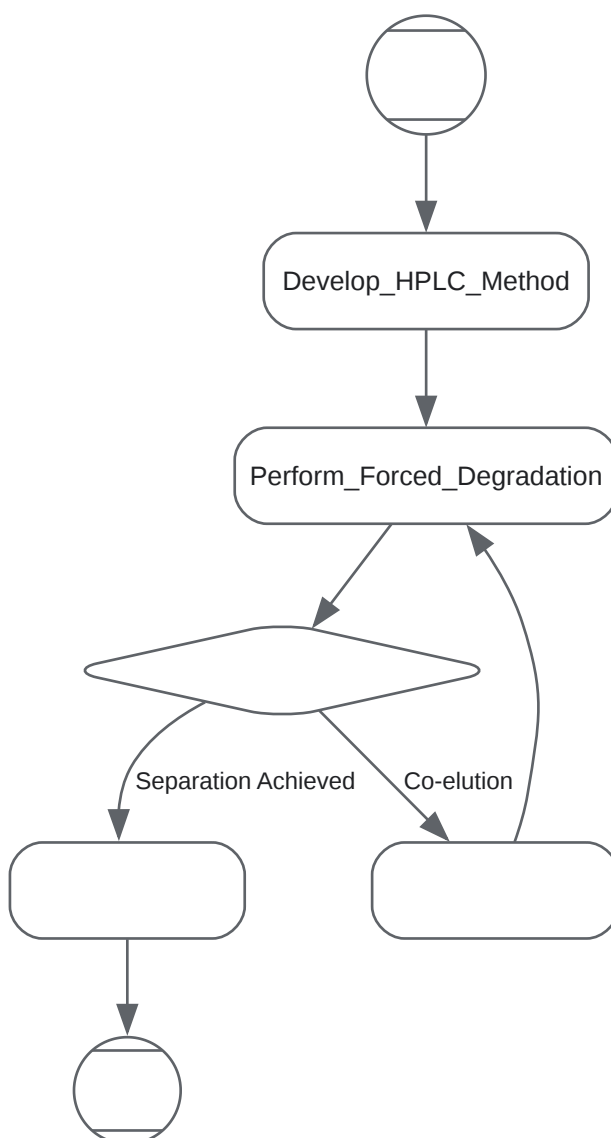 Develop_HPLC_Method
Perform_Forced_Degradation
Separation Achieved
Co-elution